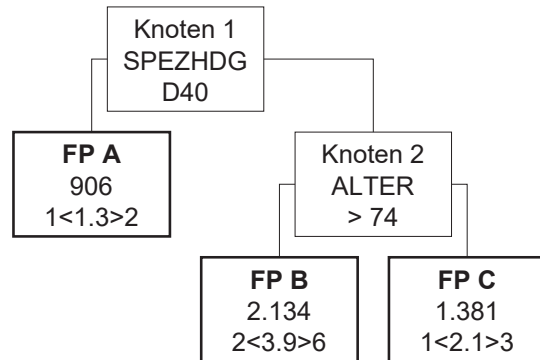 Knoten 1
SPEZHDG
D40
FP A
906
1<1.3>2
Knoten 2
ALTER
> 74
FP B
2.134
2<3.9>6
FP C
1.381
1<2.1>3